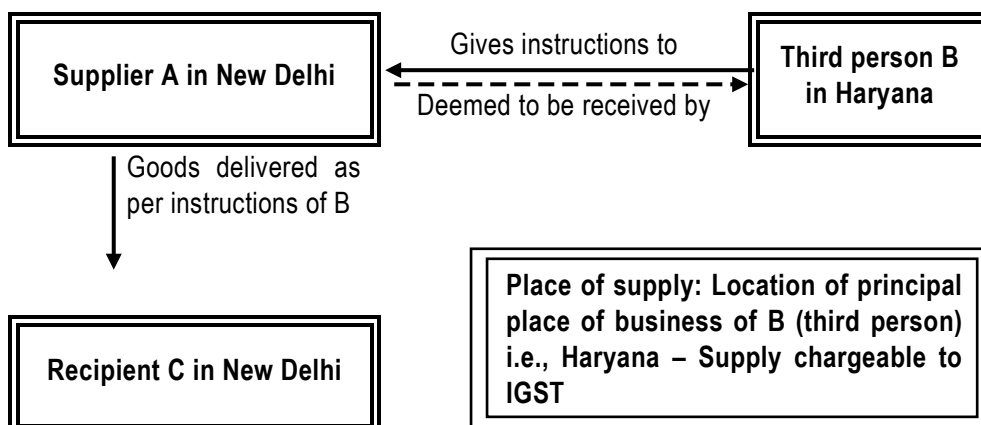 Supplier A in New Delhi
Gives instructions to
Deemed to be received by
Third person B
in Haryana
Goods delivered as
per instructions of B
Recipient C in New Delhi
Place of supply: Location of principal
place of business of B (third person)
i.e., Haryana – Supply chargeable to
IGST